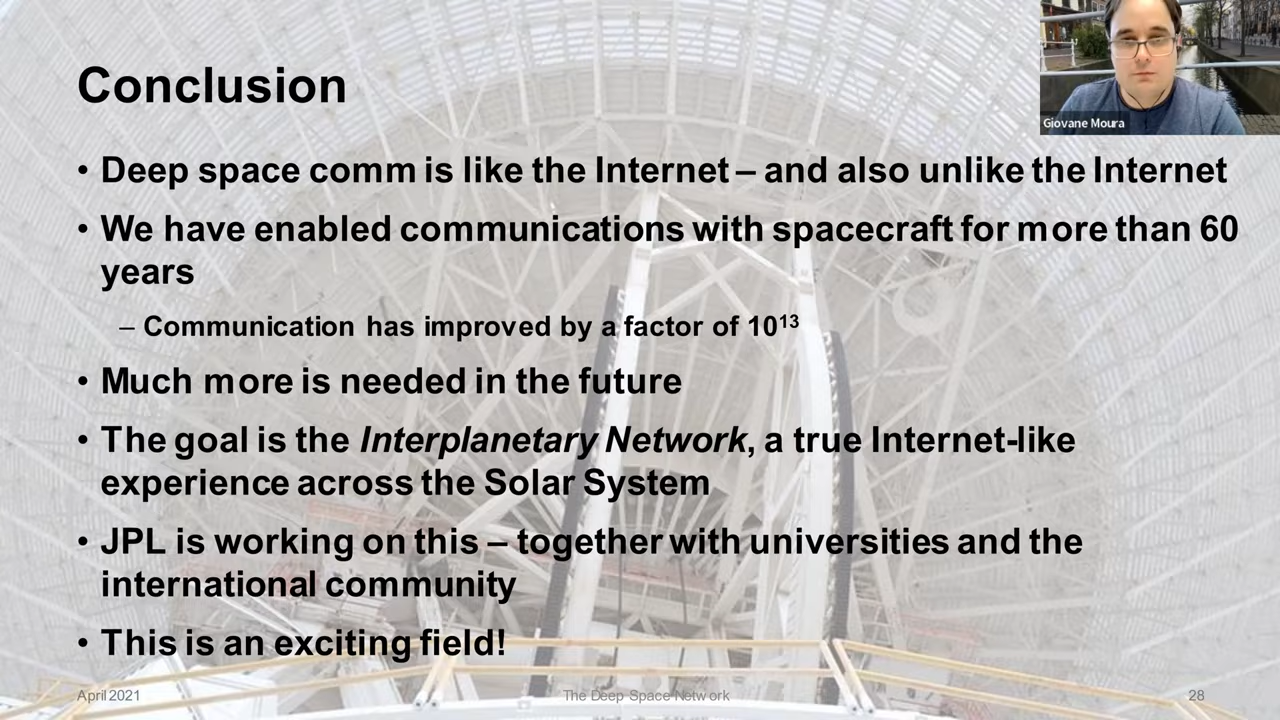 Conclusion
Giovane Moura
• Deep space comm is like the Internet – and also unlike the Internet
• We have enabled communications with spacecraft for more than 60
years
– Communication has improved by a factor of 10¹³
• Much more is needed in the future
• The goal is the Interplanetary Network, a true Internet-like
experience across the Solar System
• JPL is working on this – together with universities and the
international community
• This is an exciting field!
April 2021
The Deep Space Network
28